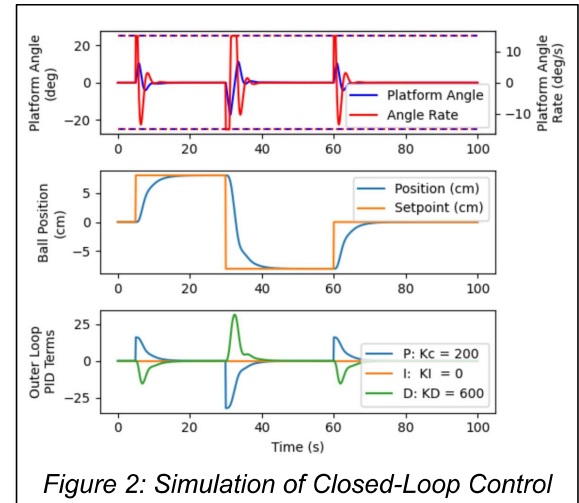 Platform Angle
(deg)
20
0
−20
10
0
−10
Platform Angle
Rate (deg/s)
Platform Angle
Angle Rate
0 20 40 60 80 100
Ball Position
(cm)
5
0
−5
Position (cm)
Setpoint (cm)
0 20 40 60 80 100
Outer Loop
PID Terms
25
0
−25
P: Kc = 200
I: KI = 0
D: KD = 600
0 20 40 60 80 100
Time (s)
Figure 2: Simulation of Closed-Loop Control